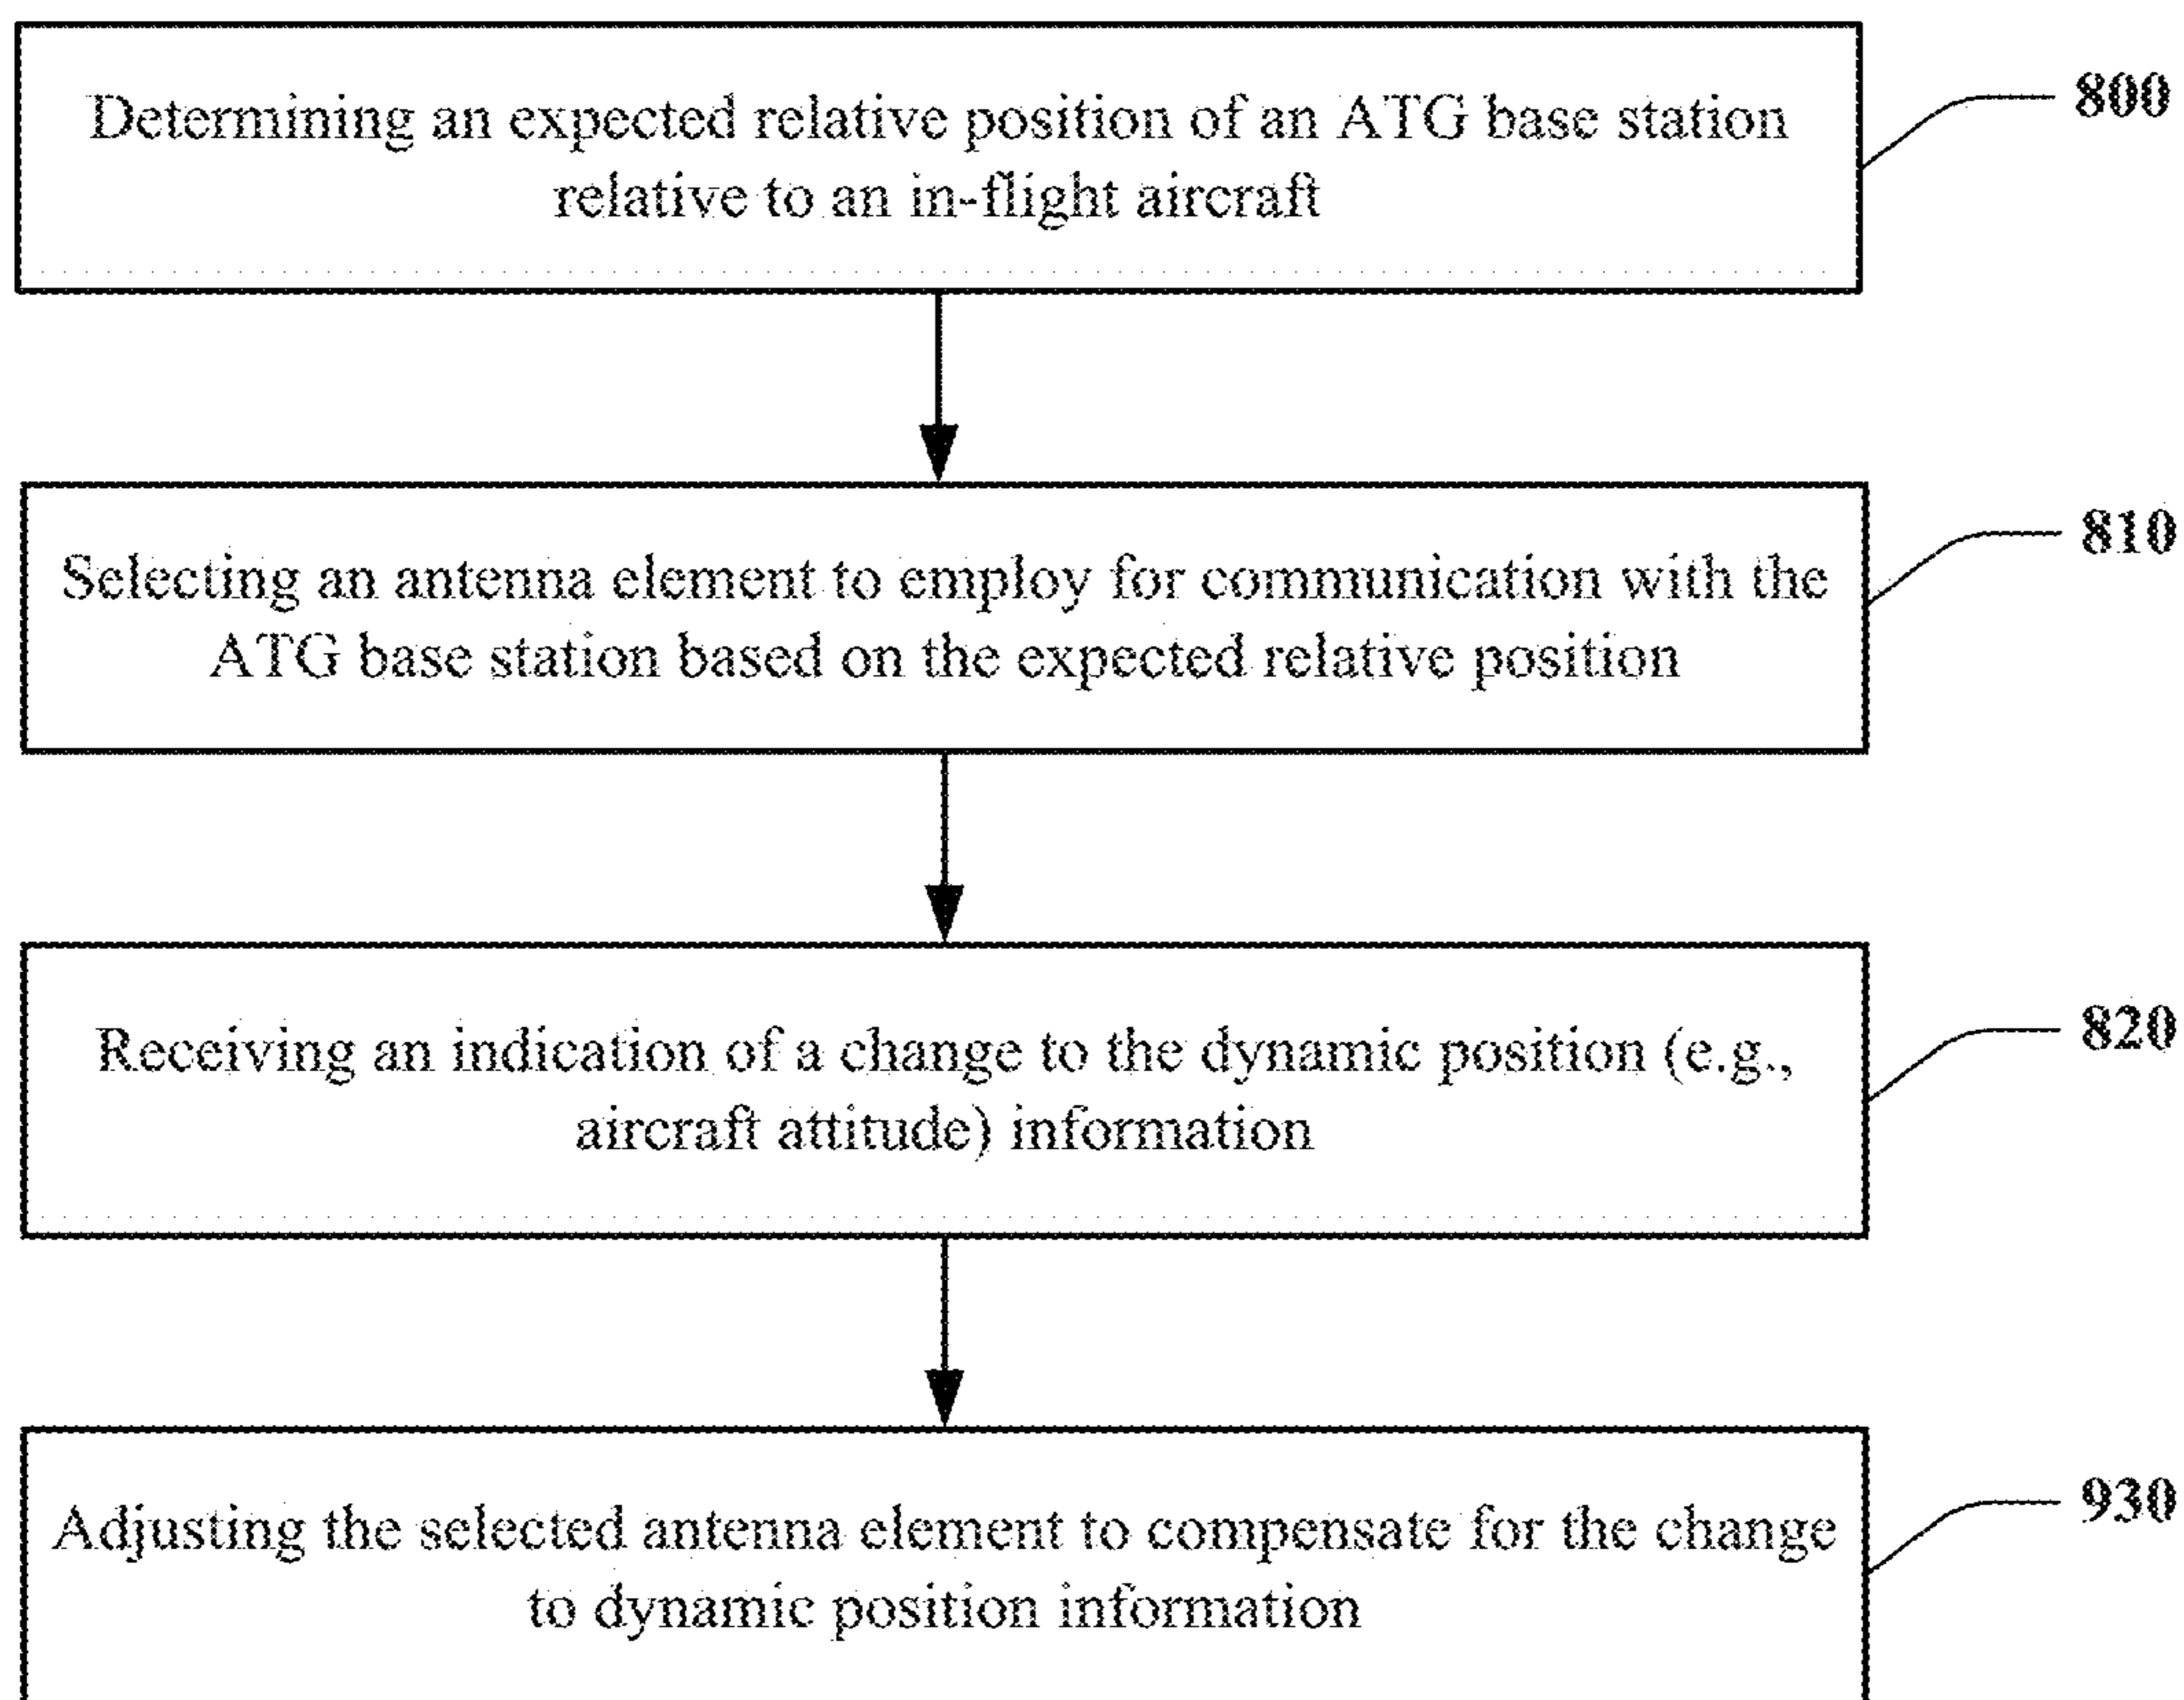 Determining an expected relative position of an ATG base station
relative to an in-flight aircraft
800
Selecting an antenna element to employ for communication with the
ATG base station based on the expected relative position
810
Receiving an indication of a change to the dynamic position (e.g.,
aircraft attitude) information
820
Adjusting the selected antenna element to compensate for the change
to dynamic position information
930